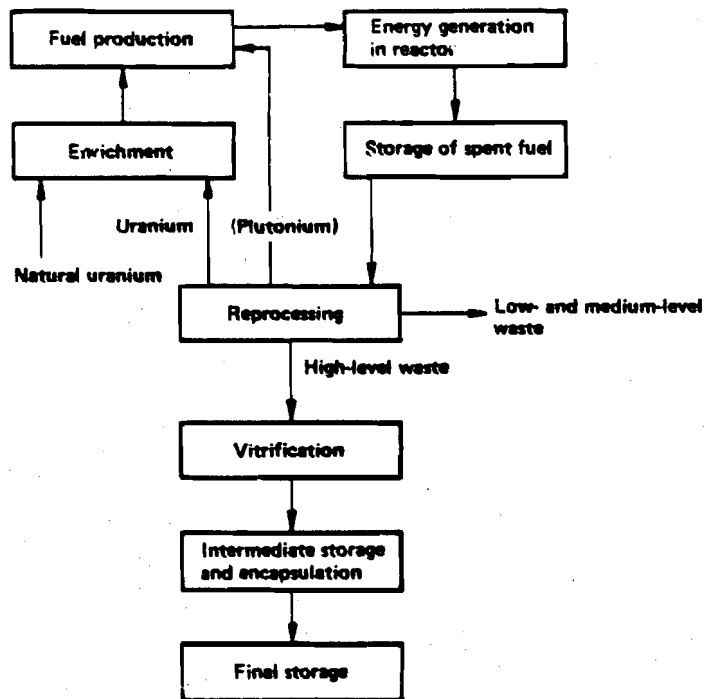 Fuel production
Energy generation
in reactor
Enrichment
Storage of spent fuel
Uranium
(Plutonium)
Natural uranium
Reprocessing
Low- and medium-level
waste
High-level waste
Vitrification
Intermediate storage
and encapsulation
Final storage